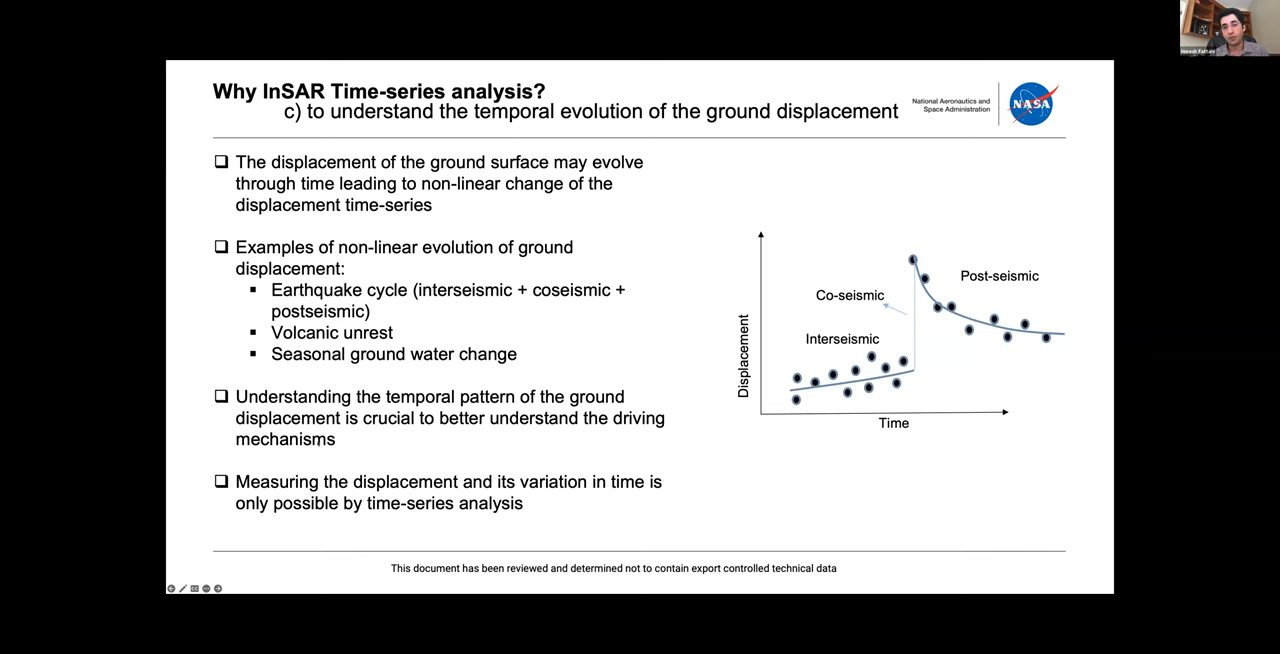 Heresh Fattahi
Why InSAR Time-series analysis?
c) to understand the temporal evolution of the ground displacement
National Aeronautics and
Space Administration
NASA
❑ The displacement of the ground surface may evolve
through time leading to non-linear change of the
displacement time-series
❑ Examples of non-linear evolution of ground
displacement:
▪ Earthquake cycle (interseismic + coseismic +
postseismic)
▪ Volcanic unrest
▪ Seasonal ground water change
❑ Understanding the temporal pattern of the ground
displacement is crucial to better understand the driving
mechanisms
❑ Measuring the displacement and its variation in time is
only possible by time-series analysis
Post-seismic
Co-seismic
Interseismic
Displacement
Time
This document has been reviewed and determined not to contain export controlled technical data